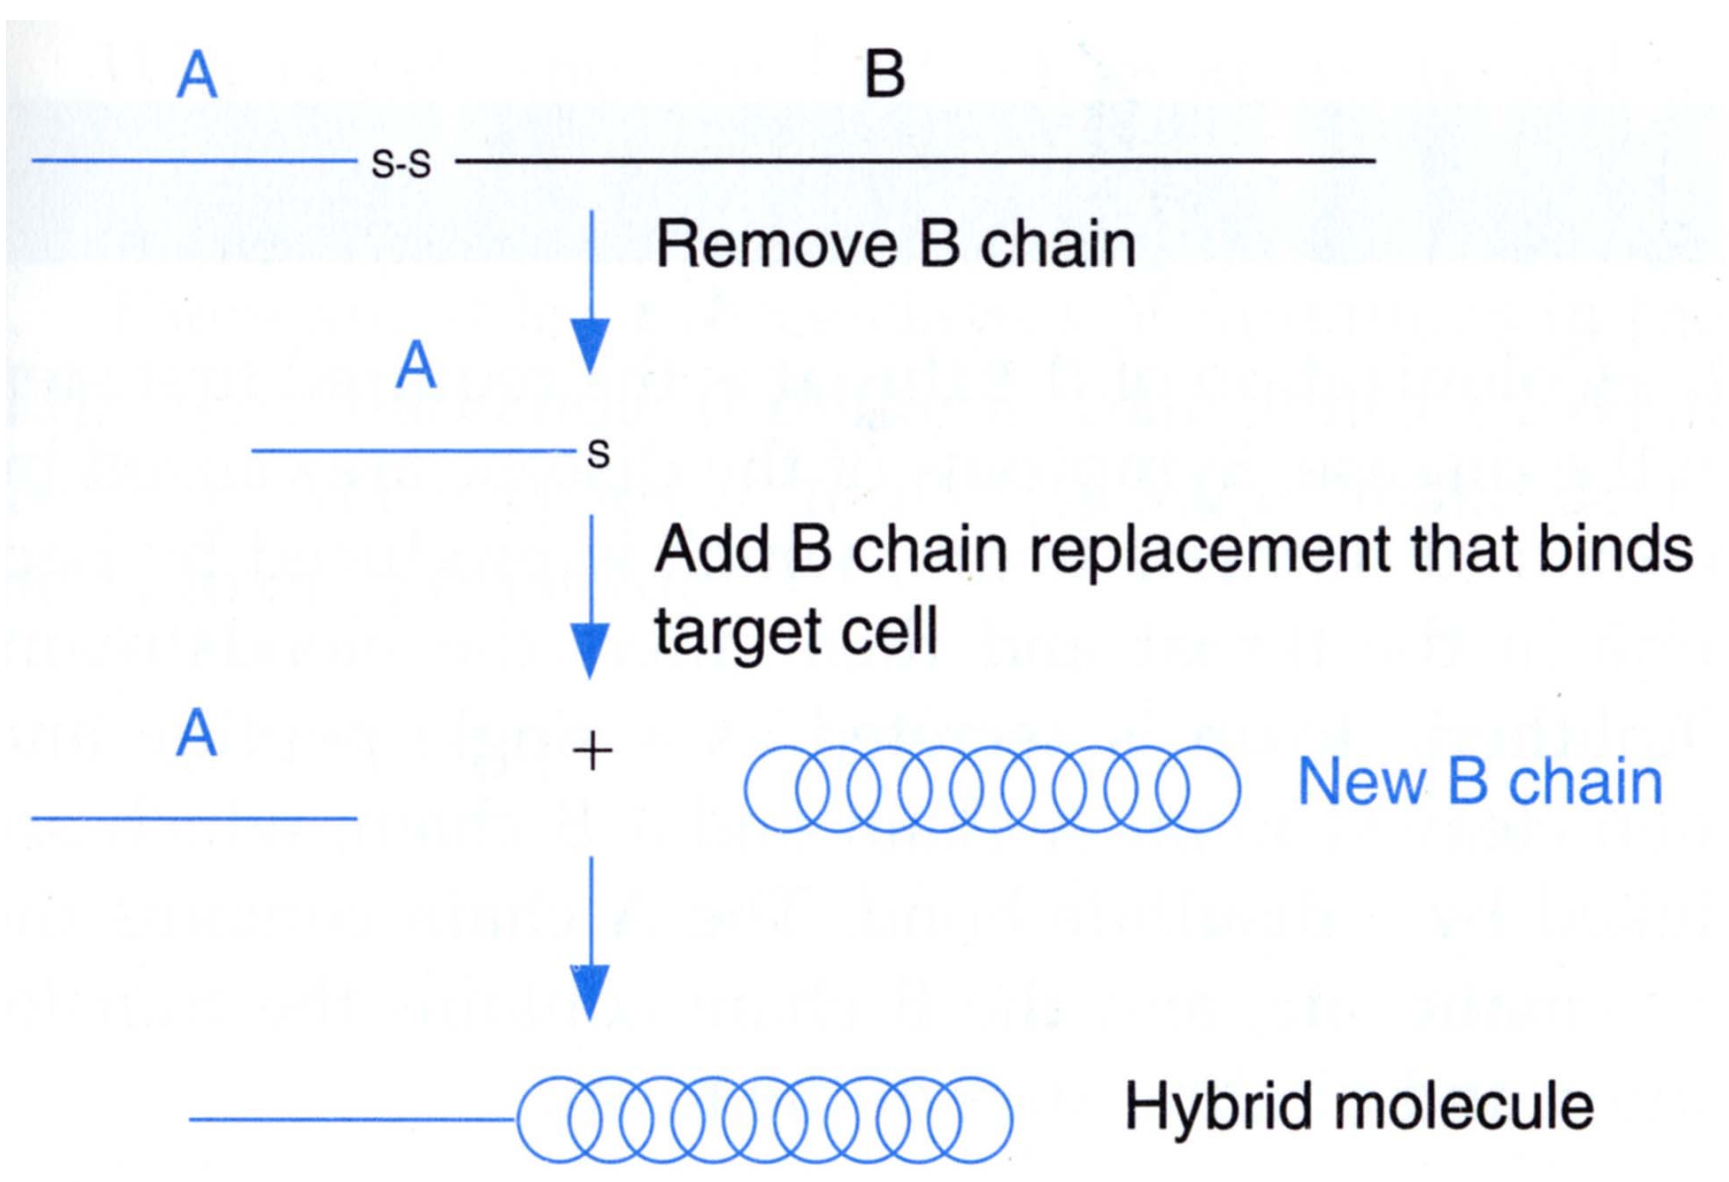 A B
S-S
Remove B chain
A
S
Add B chain replacement that binds
target cell
A
+
New B chain
Hybrid molecule